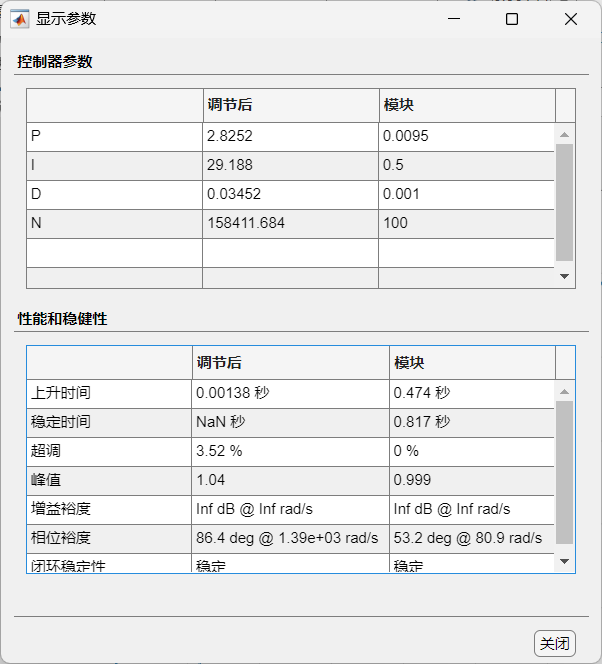 显示参数
控制器参数
调节后 模块
P 2.8252 0.0095
I 29.188 0.5
D 0.03452 0.001
N 158411.684 100
性能和稳健性
调节后 模块
上升时间 0.00138 秒 0.474 秒
稳定时间 NaN 秒 0.817 秒
超调 3.52 % 0 %
峰值 1.04 0.999
增益裕度 Inf dB @ Inf rad/s Inf dB @ Inf rad/s
相位裕度 86.4 deg @ 1.39e+03 rad/s 53.2 deg @ 80.9 rad/s
闭环稳定性 稳定 稳定
关闭